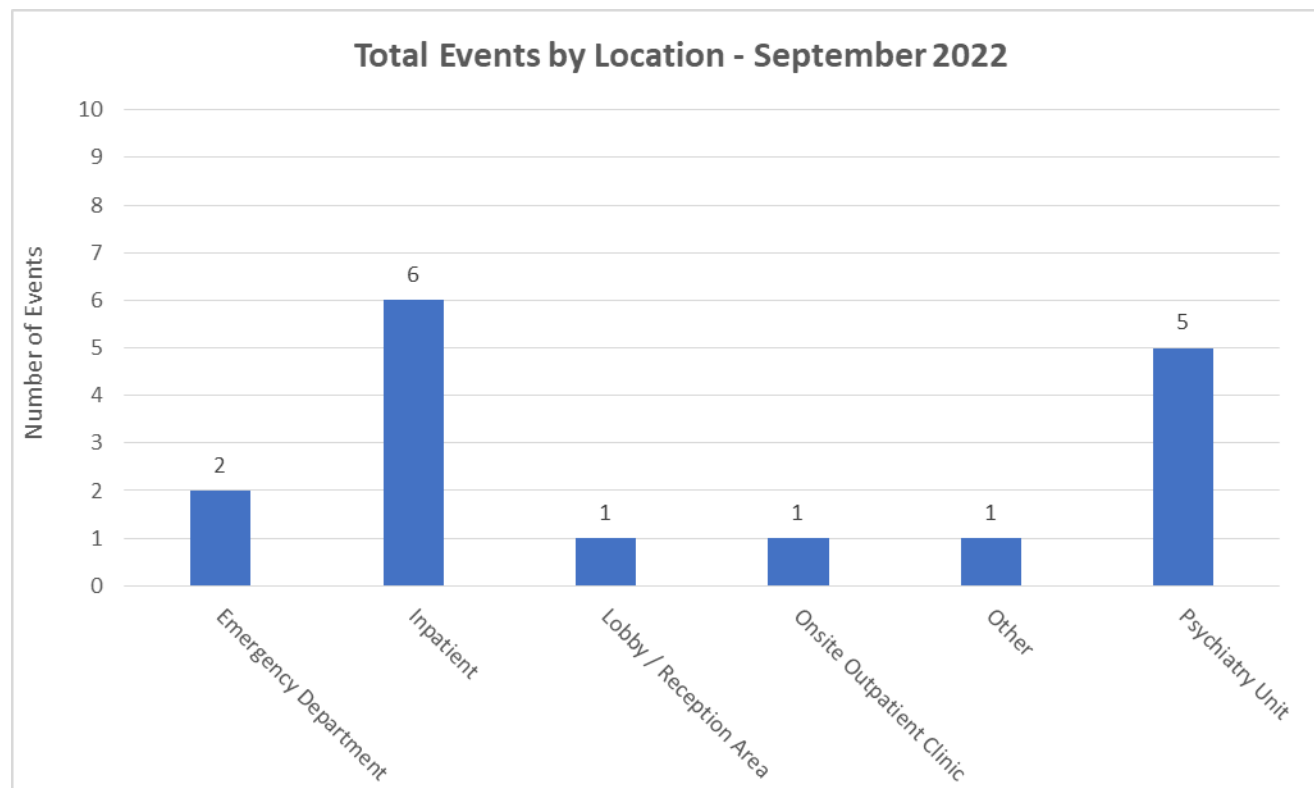 Total Events by Location - September 2022
Number of Events
10
9
8
7
6
5
4
3
2
1
0
2
6
1
1
1
5
Emergency Department
Inpatient
Lobby / Reception Area
Onsite Outpatient Clinic
Other
Psychiatry Unit